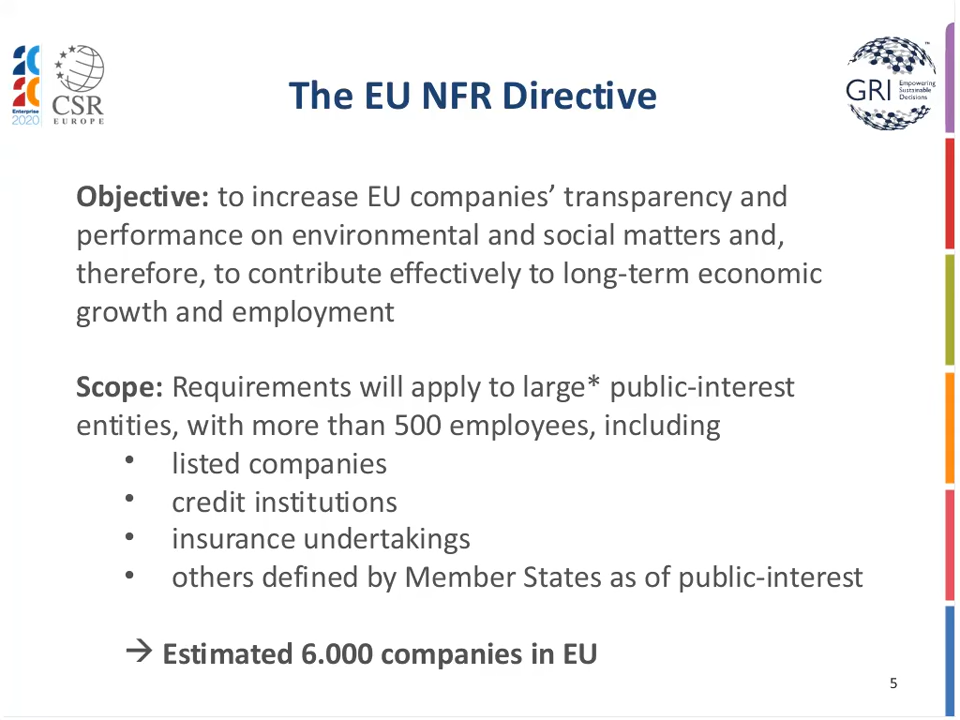 20
20
Enterprise
2020
CSR
EUROPE
The EU NFR Directive
GRI
Empowering
Sustainable
Decisions
™
Objective: to increase EU companies’ transparency and
performance on environmental and social matters and,
therefore, to contribute effectively to long-term economic
growth and employment
Scope: Requirements will apply to large* public-interest
entities, with more than 500 employees, including
• listed companies
• credit institutions
• insurance undertakings
• others defined by Member States as of public-interest
→ Estimated 6.000 companies in EU
5